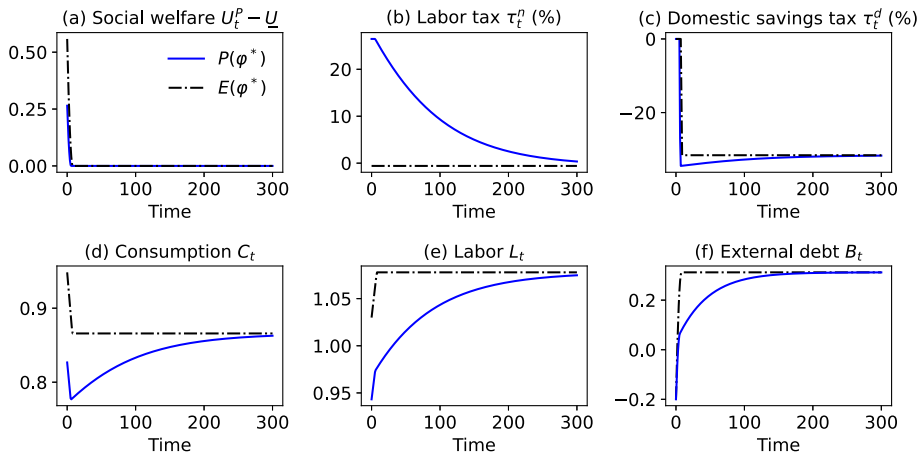 (a) Social welfare $U_t^P - \underline{U}$
0.50
0.25
0.00
P(φ*)
E(φ*)
0 100 200 300
Time
(b) Labor tax $\tau_t^n$ (%)
20
10
0
0 100 200 300
Time
(c) Domestic savings tax $\tau_t^d$ (%)
0
−20
0 100 200 300
Time
(d) Consumption $C_t$
0.9
0.8
0 100 200 300
Time
(e) Labor $L_t$
1.05
1.00
0.95
0 100 200 300
Time
(f) External debt $B_t$
0.2
0.0
−0.2
0 100 200 300
Time